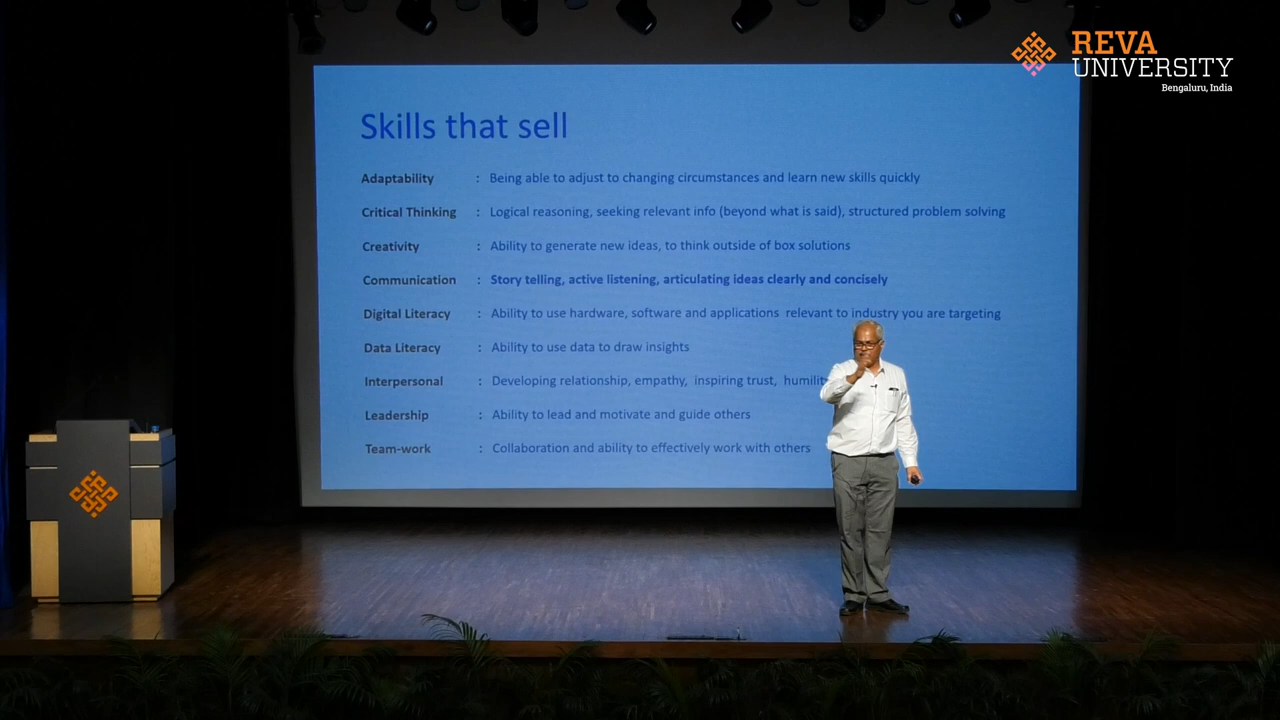 REVA
UNIVERSITY
Bengaluru, India
Skills that sell
Adaptability : Being able to adjust to changing circumstances and learn new skills quickly
Critical Thinking : Logical reasoning, seeking relevant info (beyond what is said), structured problem solving
Creativity : Ability to generate new ideas, to think outside of box solutions
Communication : Story telling, active listening, articulating ideas clearly and concisely
Digital Literacy : Ability to use hardware, software and applications relevant to industry you are targeting
Data Literacy : Ability to use data to draw insights
Interpersonal : Developing relationship, empathy, inspiring trust,
Leadership : Ability to lead and motivate and guide others
Team-work : Collaboration and ability to effectively work with others